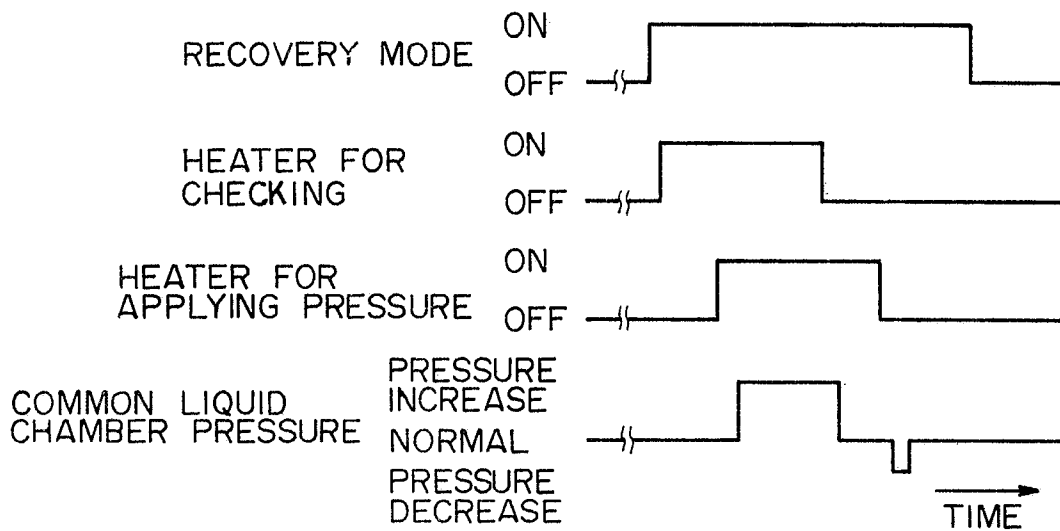 RECOVERY MODE
ON
OFF
HEATER FOR
CHECKING
ON
OFF
HEATER FOR
APPLYING PRESSURE
ON
OFF
COMMON LIQUID
CHAMBER PRESSURE
PRESSURE
INCREASE
NORMAL
PRESSURE
DECREASE
TIME